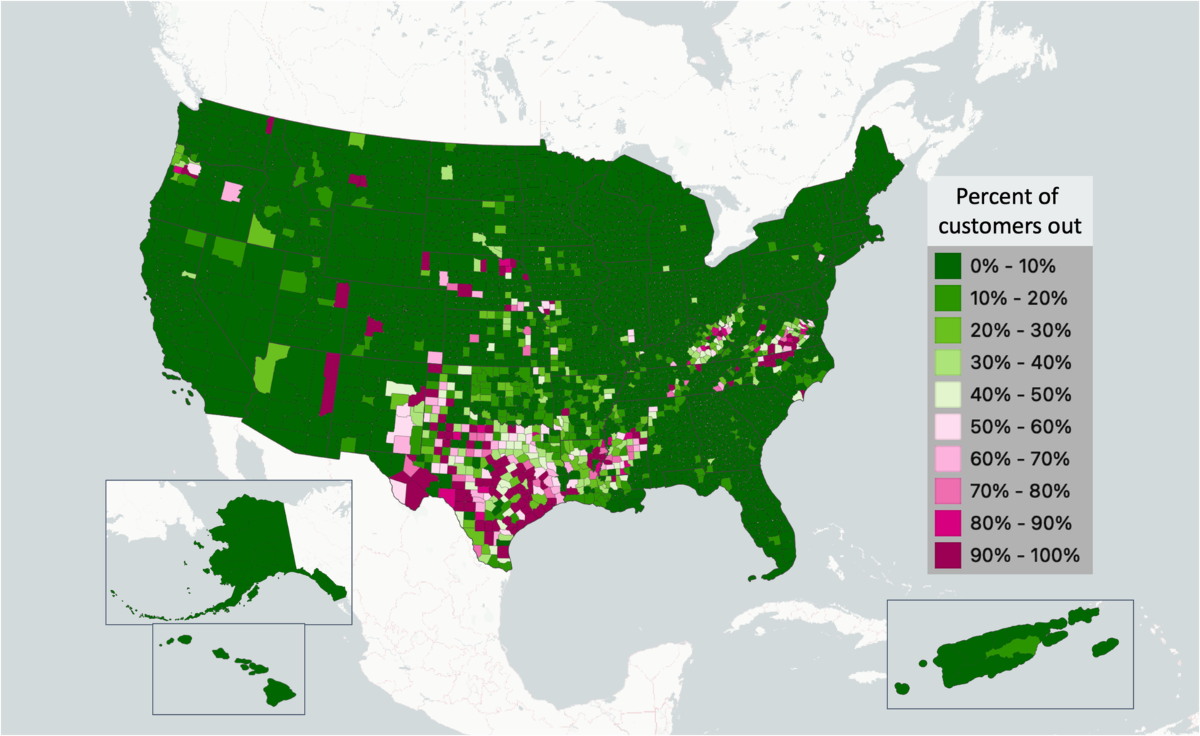 Percent of
customers out
0% - 10%
10% - 20%
20% - 30%
30% - 40%
40% - 50%
50% - 60%
60% - 70%
70% - 80%
80% - 90%
90% - 100%